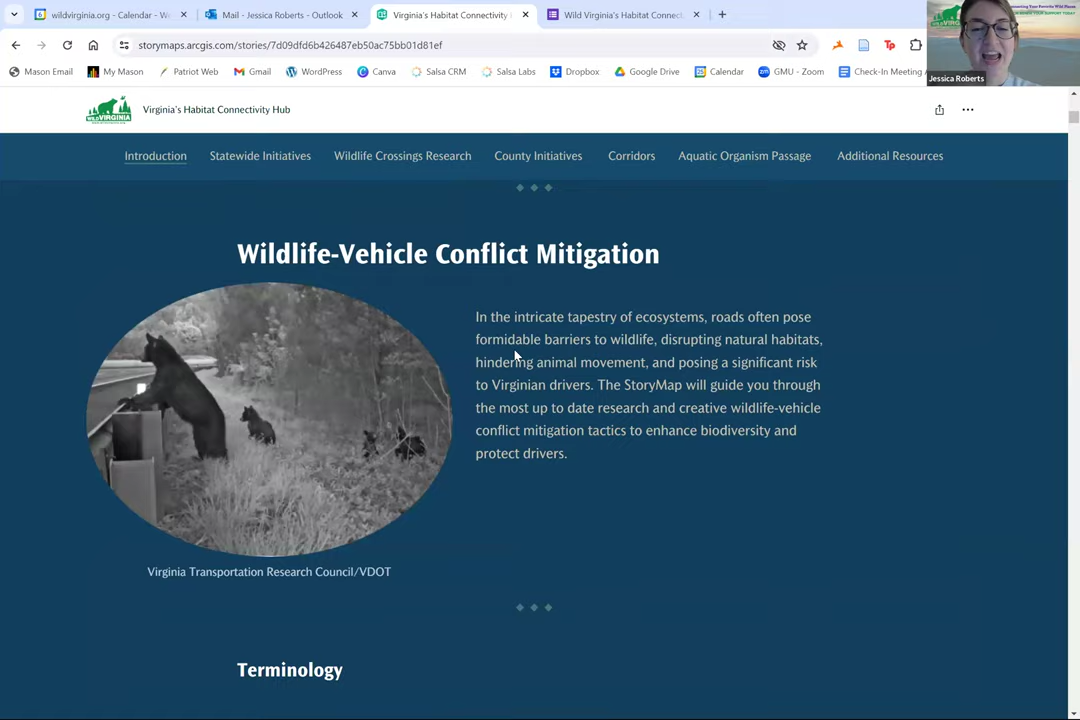 wildvirginia.org - Calendar - W
Mail - Jessica Roberts - Outlook
Virginia's Habitat Connectivity
Wild Virginia's Habitat Connect
storymaps.arcgis.com/stories/7d09dfd6b426487eb50ac75bb01d81ef
Mason Email
My Mason
Patriot Web
Gmail
WordPress
Canva
Salsa CRM
Salsa Labs
Dropbox
Google Drive
Calendar
GMU - Zoom
Check-In Meeting
Jessica Roberts
WILD VIRGINIA
Virginia's Habitat Connectivity Hub
Introduction
Statewide Initiatives
Wildlife Crossings Research
County Initiatives
Corridors
Aquatic Organism Passage
Additional Resources
Wildlife-Vehicle Conflict Mitigation
In the intricate tapestry of ecosystems, roads often pose
formidable barriers to wildlife, disrupting natural habitats,
hindering animal movement, and posing a significant risk
to Virginian drivers. The StoryMap will guide you through
the most up to date research and creative wildlife-vehicle
conflict mitigation tactics to enhance biodiversity and
protect drivers.
Virginia Transportation Research Council/VDOT
Terminology